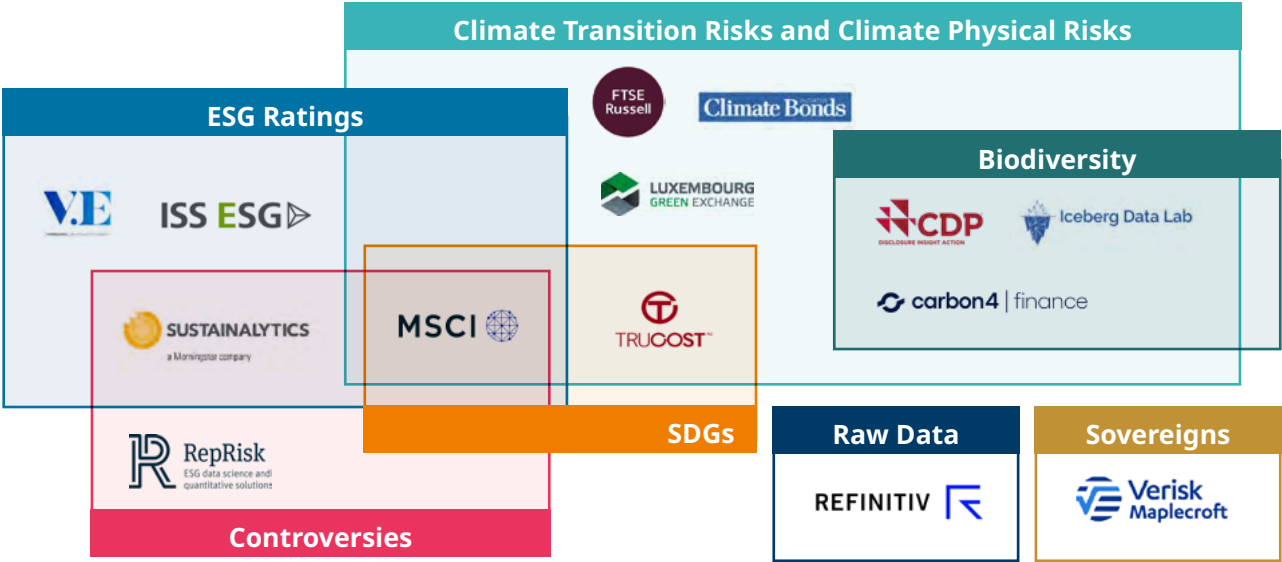 Climate Transition Risks and Climate Physical Risks
FTSE
Russell
Climate Bonds
ESG Ratings
Biodiversity
V.E
ISS ESG
LUXEMBOURG
GREEN EXCHANGE
CDP
DISCLOSURE INSIGHT ACTION
Iceberg Data Lab
carbon4 | finance
SUSTAINALYTICS
a Morningstar company
MSCI
TRUCOST
SDGs
Raw Data
Sovereigns
RepRisk
ESG data science and
quantitative solutions
REFINITIV
Verisk
Maplecroft
Controversies